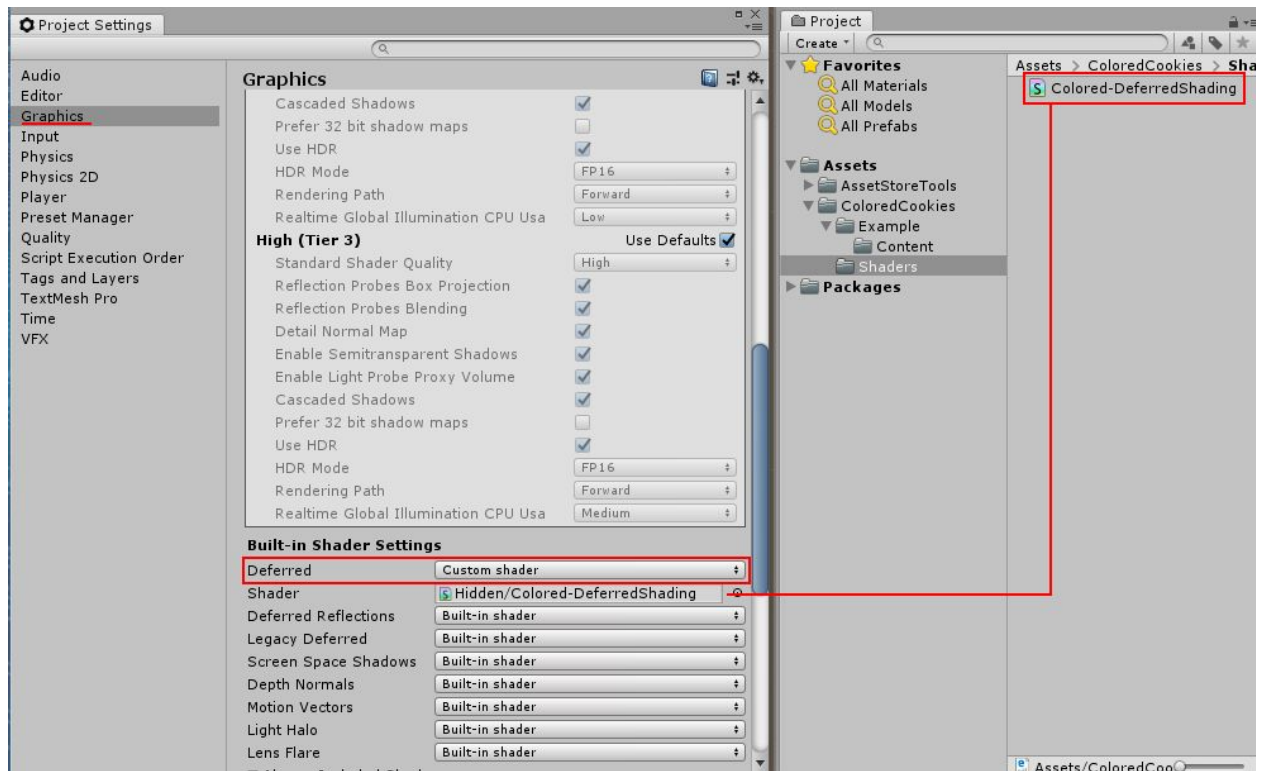 Project Settings
Audio
Editor
Graphics
Input
Physics
Physics 2D
Player
Preset Manager
Quality
Script Execution Order
Tags and Layers
TextMesh Pro
Time
VFX
Graphics
Cascaded Shadows
Prefer 32 bit shadow maps
Use HDR
HDR Mode FP16
Rendering Path Forward
Realtime Global Illumination CPU Usa Low
High (Tier 3) Use Defaults
Standard Shader Quality High
Reflection Probes Box Projection
Reflection Probes Blending
Detail Normal Map
Enable Semitransparent Shadows
Enable Light Probe Proxy Volume
Cascaded Shadows
Prefer 32 bit shadow maps
Use HDR
HDR Mode FP16
Rendering Path Forward
Realtime Global Illumination CPU Usa Medium
Built-in Shader Settings
Deferred Custom shader
Shader Hidden/Colored-DeferredShading
Deferred Reflections Built-in shader
Legacy Deferred Built-in shader
Screen Space Shadows Built-in shader
Depth Normals Built-in shader
Motion Vectors Built-in shader
Light Halo Built-in shader
Lens Flare Built-in shader
Project
Create
Favorites
All Materials
All Models
All Prefabs
Assets
AssetStoreTools
ColoredCookies
Example
Content
Shaders
Packages
Assets > ColoredCookies > Sha
Colored-DeferredShading
Assets/ColoredCoo